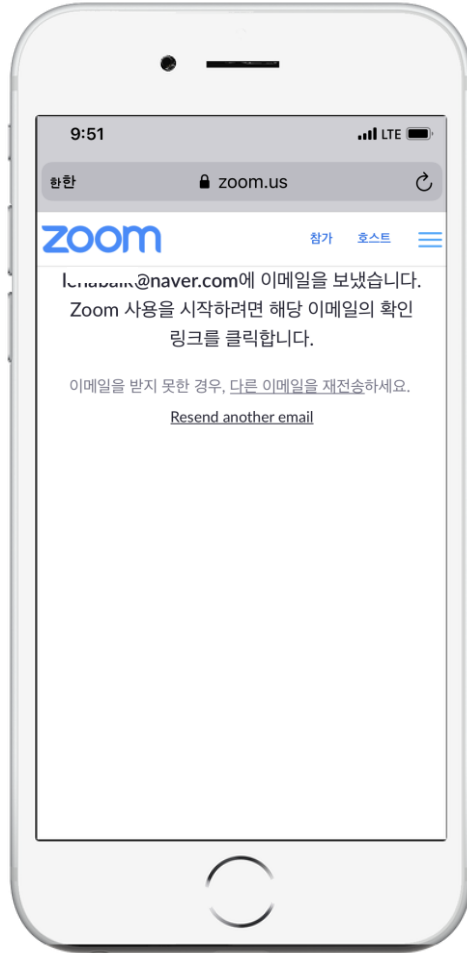 9:51
LTE
한한
zoom.us
zoom
참가
호스트
@naver.com에 이메일을 보냈습니다.
Zoom 사용을 시작하려면 해당 이메일의 확인
링크를 클릭합니다.
이메일을 받지 못한 경우, 다른 이메일을 재전송하세요.
Resend another email